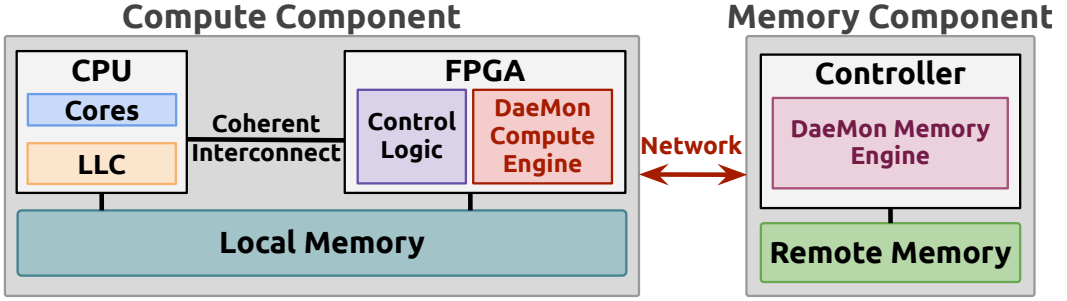 Compute Component
Memory Component
CPU
Cores
LLC
Coherent
Interconnect
FPGA
Control
Logic
DaeMon
Compute
Engine
Local Memory
Network
Controller
DaeMon Memory
Engine
Remote Memory